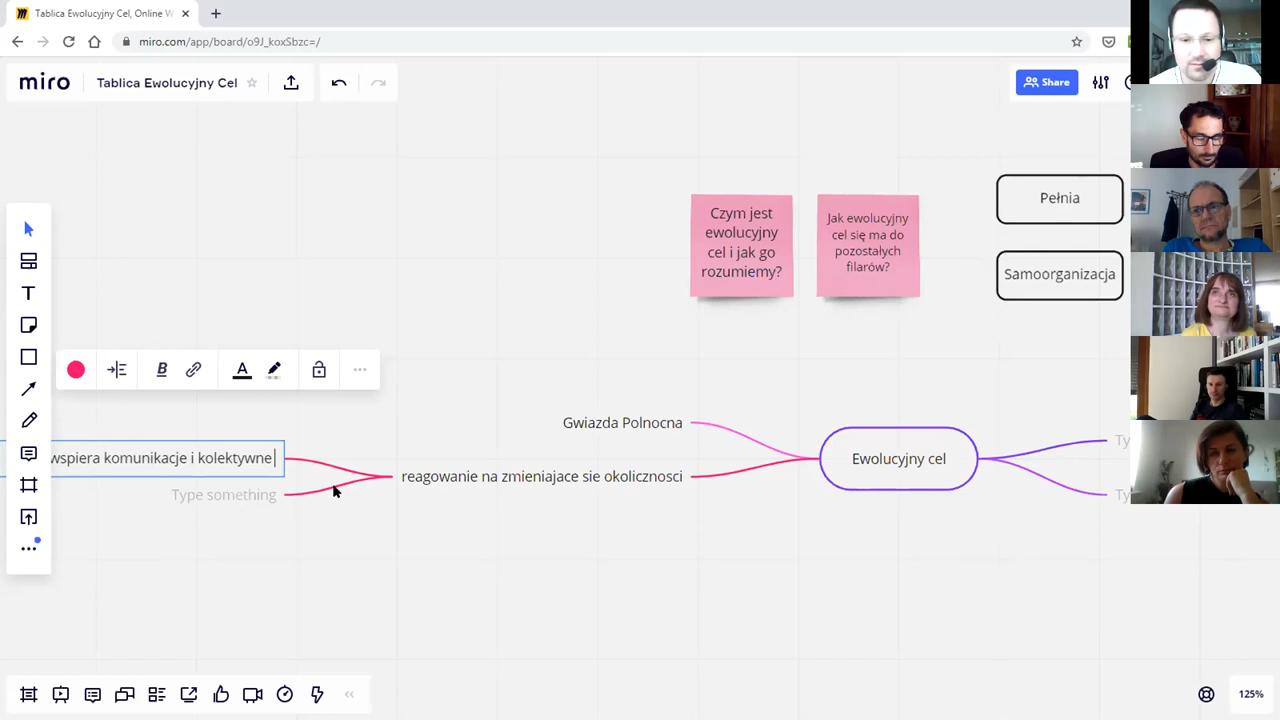 Tablica Ewolucyjny Cel, Online W
miro.com/app/board/o9J_koxSbzc=/
miro
Tablica Ewolucyjny Cel
Share
Czym jest
ewolucyjny
cel i jak go
rozumiemy?
Jak ewolucyjny
cel się ma do
pozostałych
filarów?
Pełnia
Samoorganizacja
B
A
T
Gwiazda Polnocna
wspiera komunikacje i kolektywne
Type something
reagowanie na zmieniajace sie okolicznosci
Ewolucyjny cel
Ty
Ty
125%